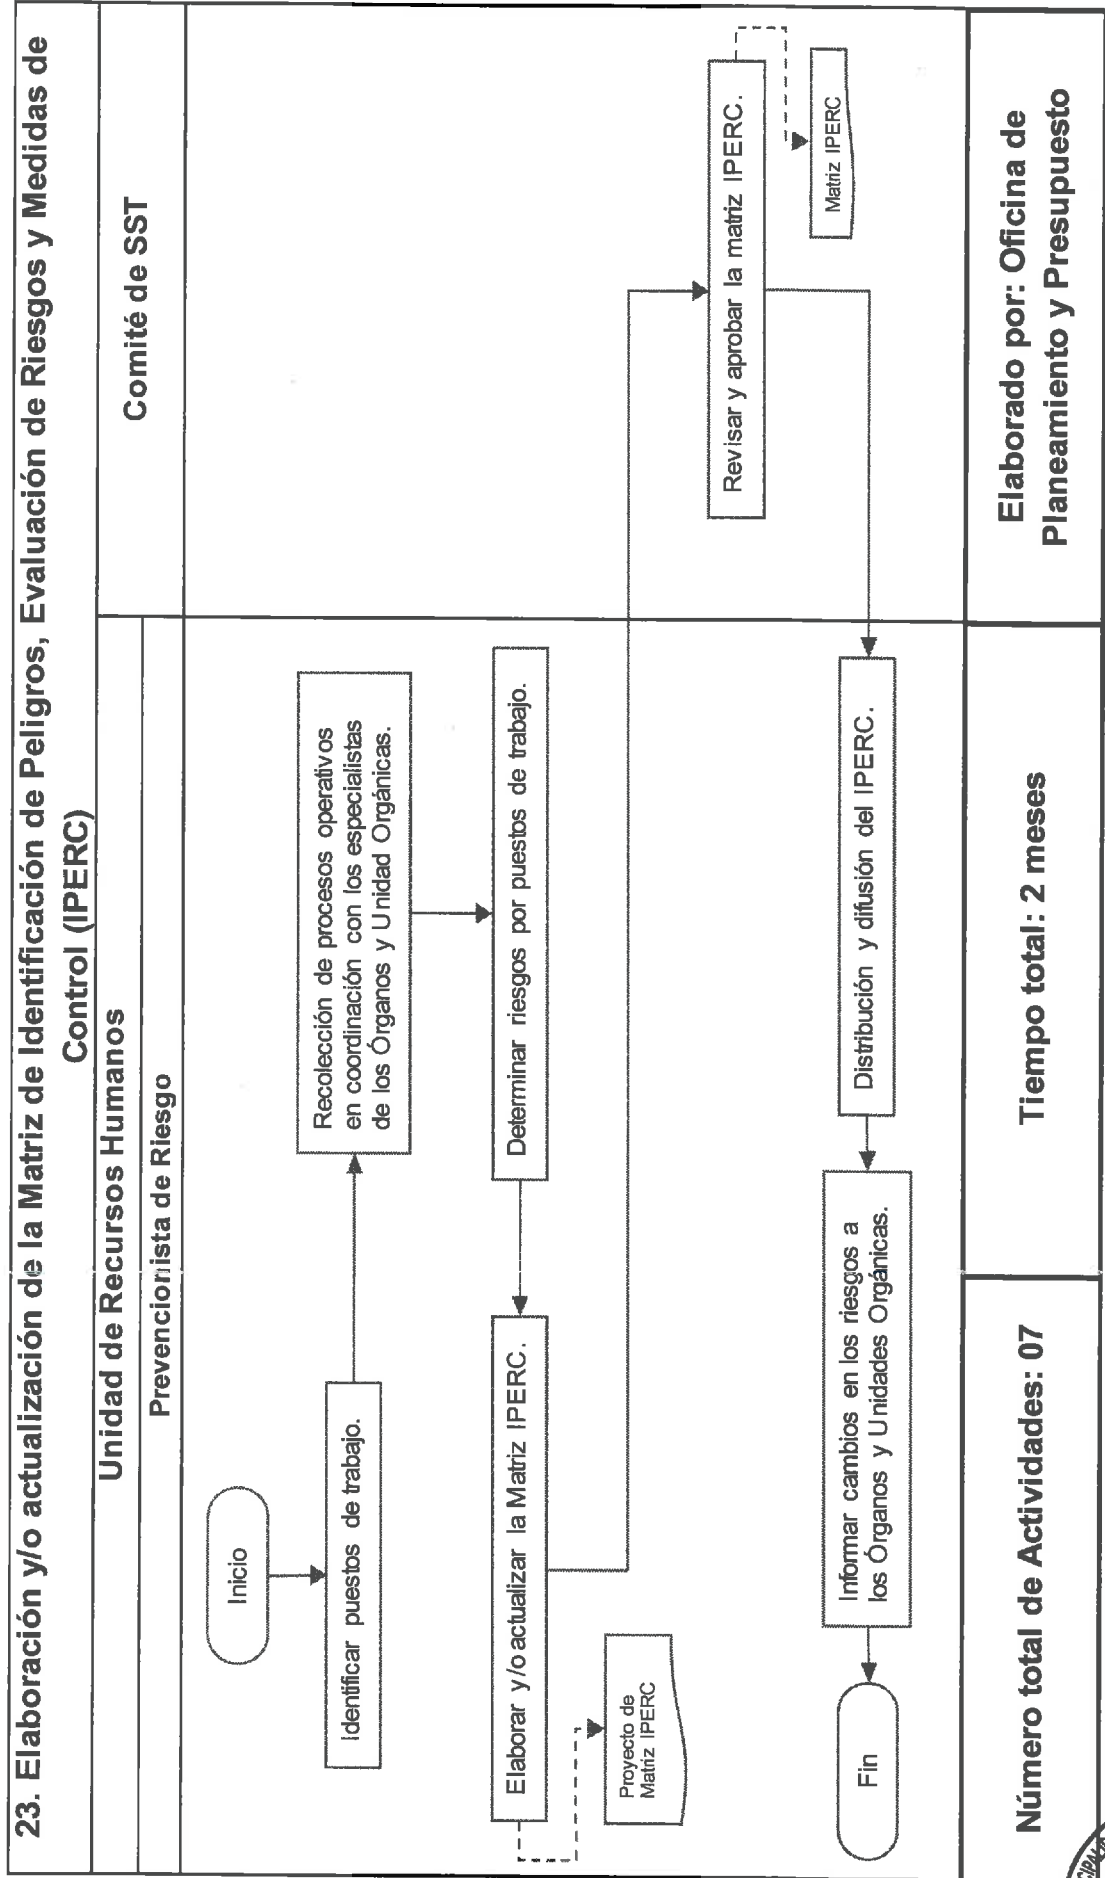 23. Elaboración y/o actualización de la Matriz de Identificación de Peligros, Evaluación de Riesgos y Medidas de
Control (IPERC)
Unidad de Recursos Humanos
Comité de SST
Prevencionista de Riesgo
Inicio
Identificar puestos de trabajo.
Recolección de procesos operativos
en coordinación con los especialistas
de los Órganos y Unidad Orgánicas.
Determinar riesgos por puestos de trabajo.
Elaborar y/o actualizar la Matriz IPERC.
Proyecto de
Matriz IPERC
Revisar y aprobar la matriz IPERC.
Matriz IPERC
Distribución y difusión del IPERC.
Informar cambios en los riesgos a
los Órganos y Unidades Orgánicas.
Fin
Número total de Actividades: 07
Tiempo total: 2 meses
Elaborado por: Oficina de
Planeamiento y Presupuesto